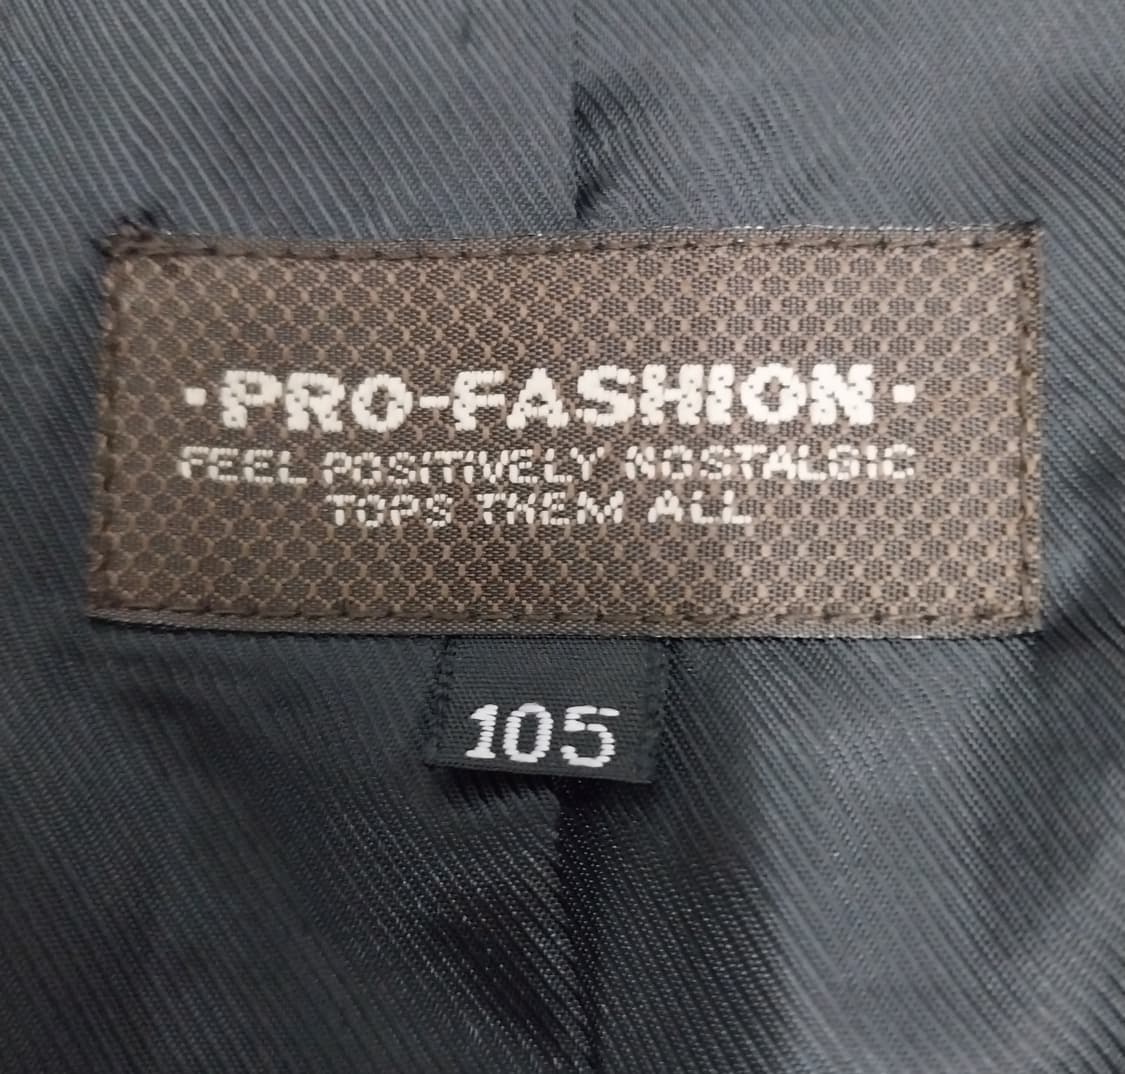 ·PRO-FASHION·
FEEL POSITIVELY NOSTALGIC
TOPS THEM ALL
105